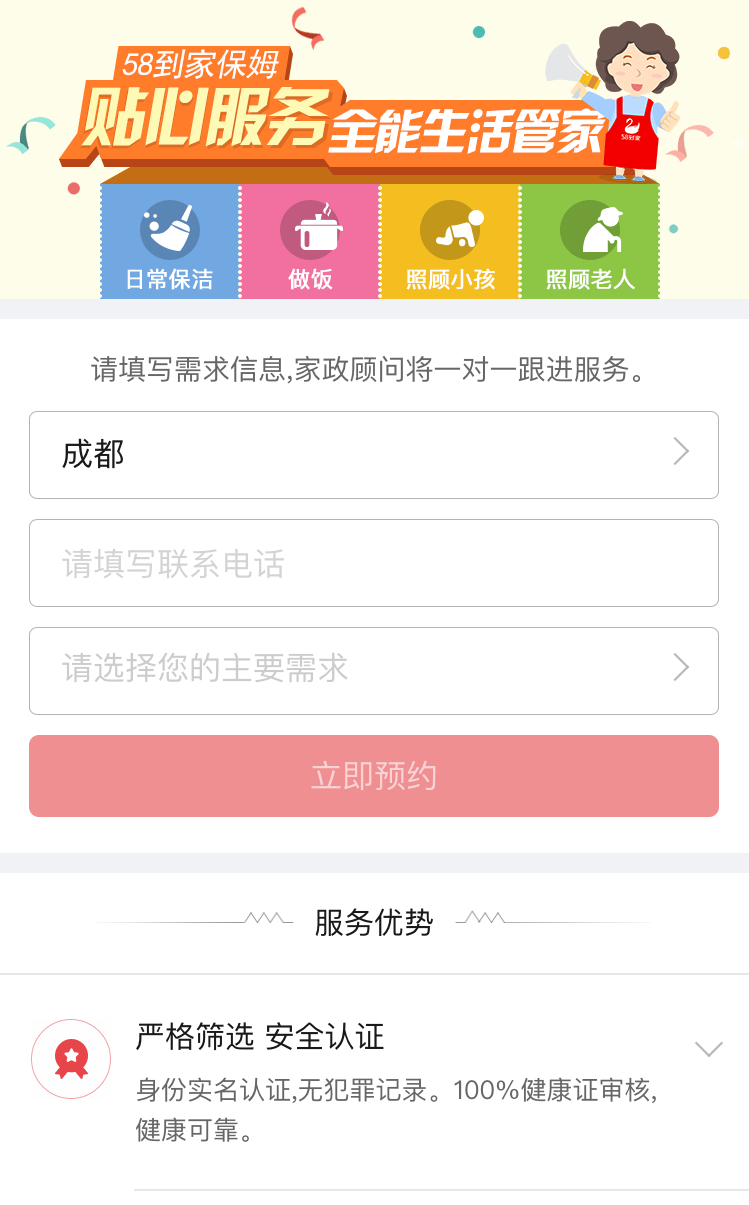 58到家保姆
贴心服务
全能生活管家
58到家
日常保洁
做饭
照顾小孩
照顾老人
请填写需求信息,家政顾问将一对一跟进服务。
成都
请填写联系电话
请选择您的主要需求
立即预约
服务优势
严格筛选 安全认证
身份实名认证,无犯罪记录。100%健康证审核,
健康可靠。